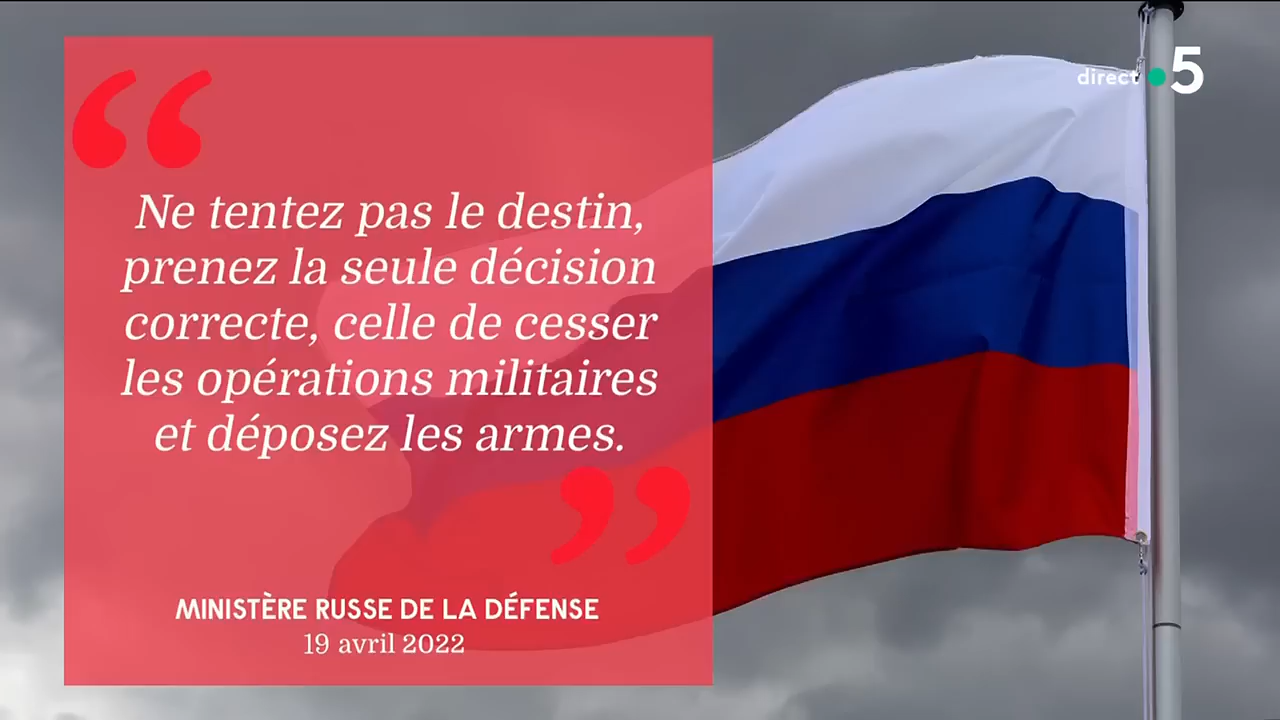 direct 5
“
Ne tentez pas le destin,
prenez la seule décision
correcte, celle de cesser
les opérations militaires
et déposez les armes.
”
MINISTÈRE RUSSE DE LA DÉFENSE
19 avril 2022